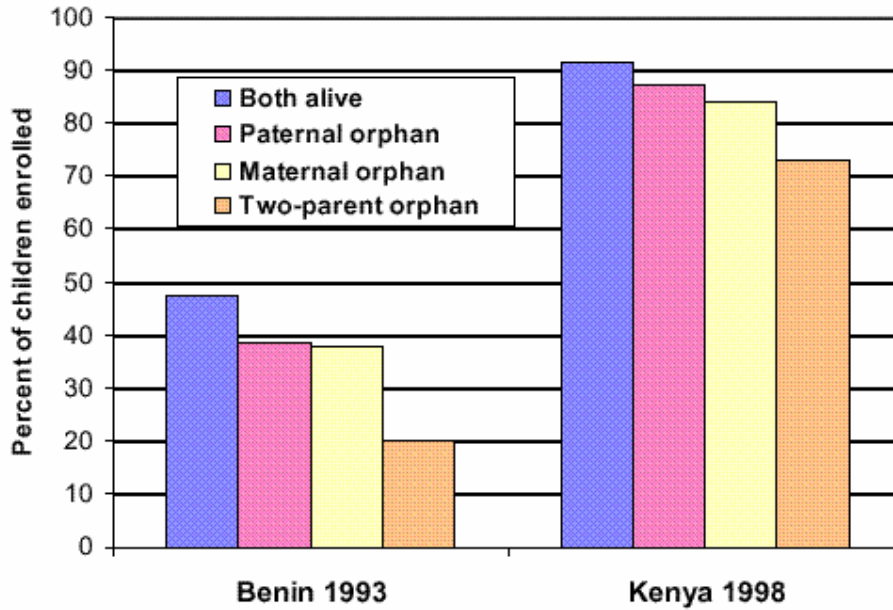 100
90
80
70
60
50
40
30
20
10
0
Percent of children enrolled
Both alive
Paternal orphan
Maternal orphan
Two-parent orphan
Benin 1993
Kenya 1998